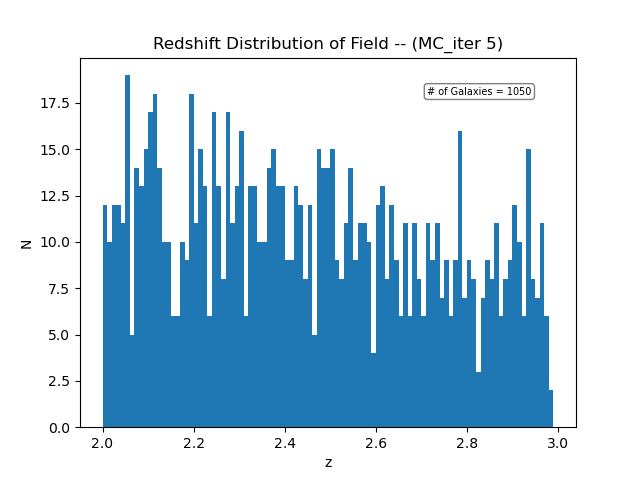 Redshift Distribution of Field -- (MC_iter 5)
# of Galaxies = 1050
17.5
15.0
12.5
10.0
7.5
5.0
2.5
0.0
N
2.0 2.2 2.4 2.6 2.8 3.0
z